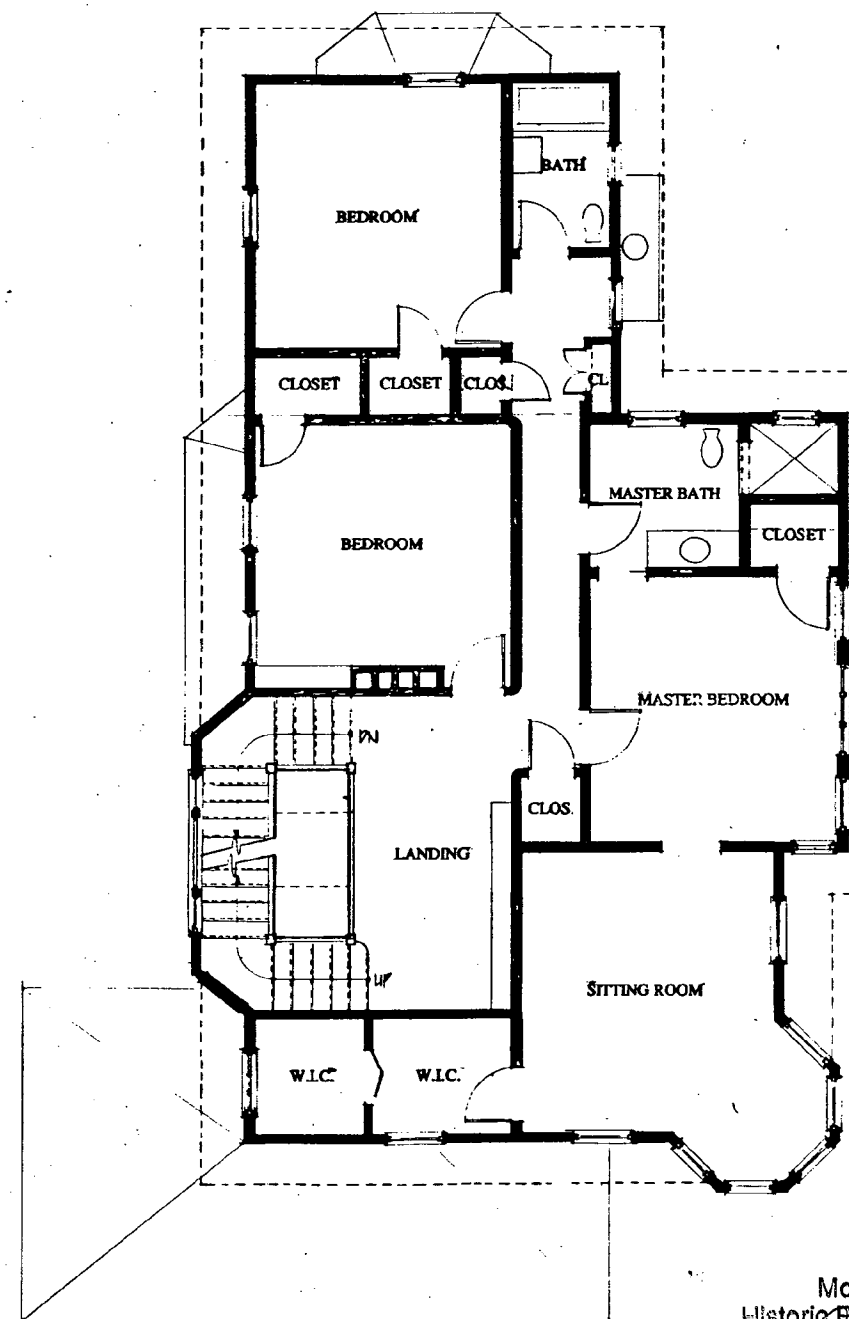 BATH
BEDROOM
CLOSET
CLOSET
CLOS.
CL
MASTER BATH
CLOSET
BEDROOM
MASTER BEDROOM
DN
CLOS.
LANDING
UP
SITTING ROOM
W.I.C.
W.I.C.